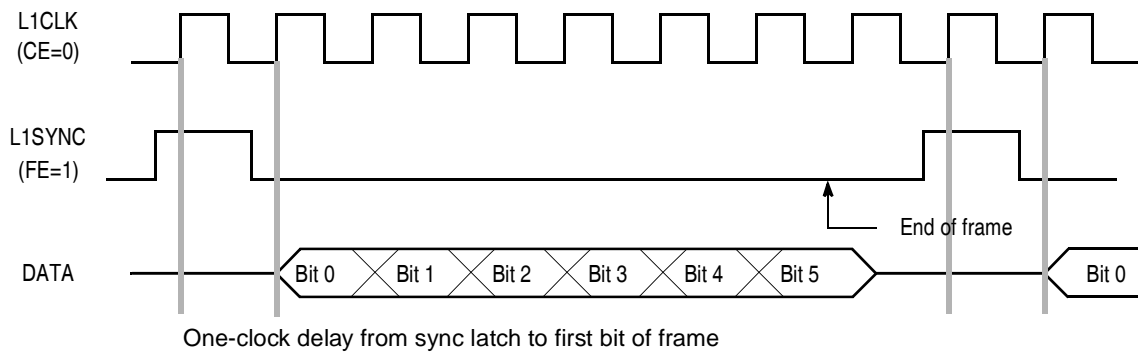 L1CLK
(CE=0)
L1SYNC
(FE=1)
End of frame
DATA
Bit 0 Bit 1 Bit 2 Bit 3 Bit 4 Bit 5 Bit 0
One-clock delay from sync latch to first bit of frame